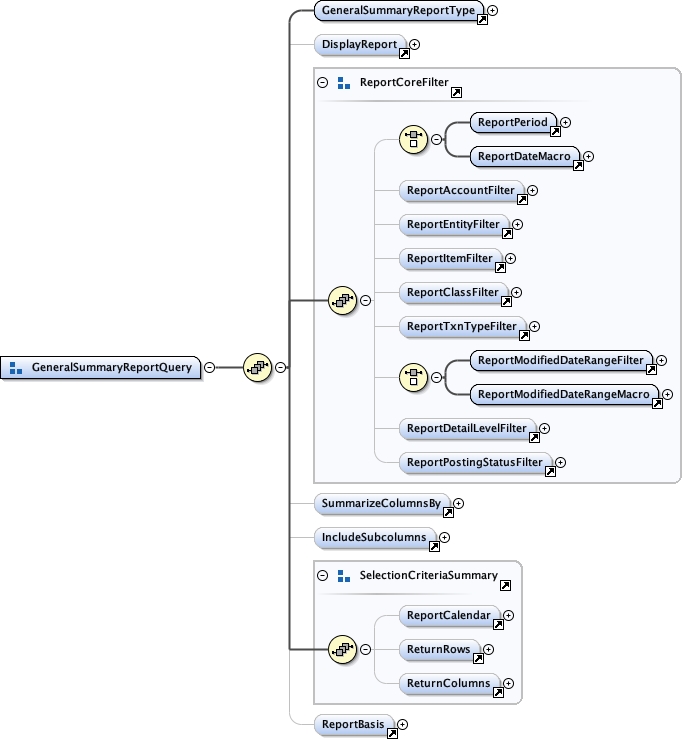 GeneralSummaryReportType
DisplayReport
ReportCoreFilter
ReportPeriod
ReportDateMacro
ReportAccountFilter
ReportEntityFilter
ReportItemFilter
ReportClassFilter
ReportTxnTypeFilter
GeneralSummaryReportQuery
ReportModifiedDateRangeFilter
ReportModifiedDateRangeMacro
ReportDetailLevelFilter
ReportPostingStatusFilter
SummarizeColumnsBy
IncludeSubcolumns
SelectionCriteriaSummary
ReportCalendar
ReturnRows
ReturnColumns
ReportBasis